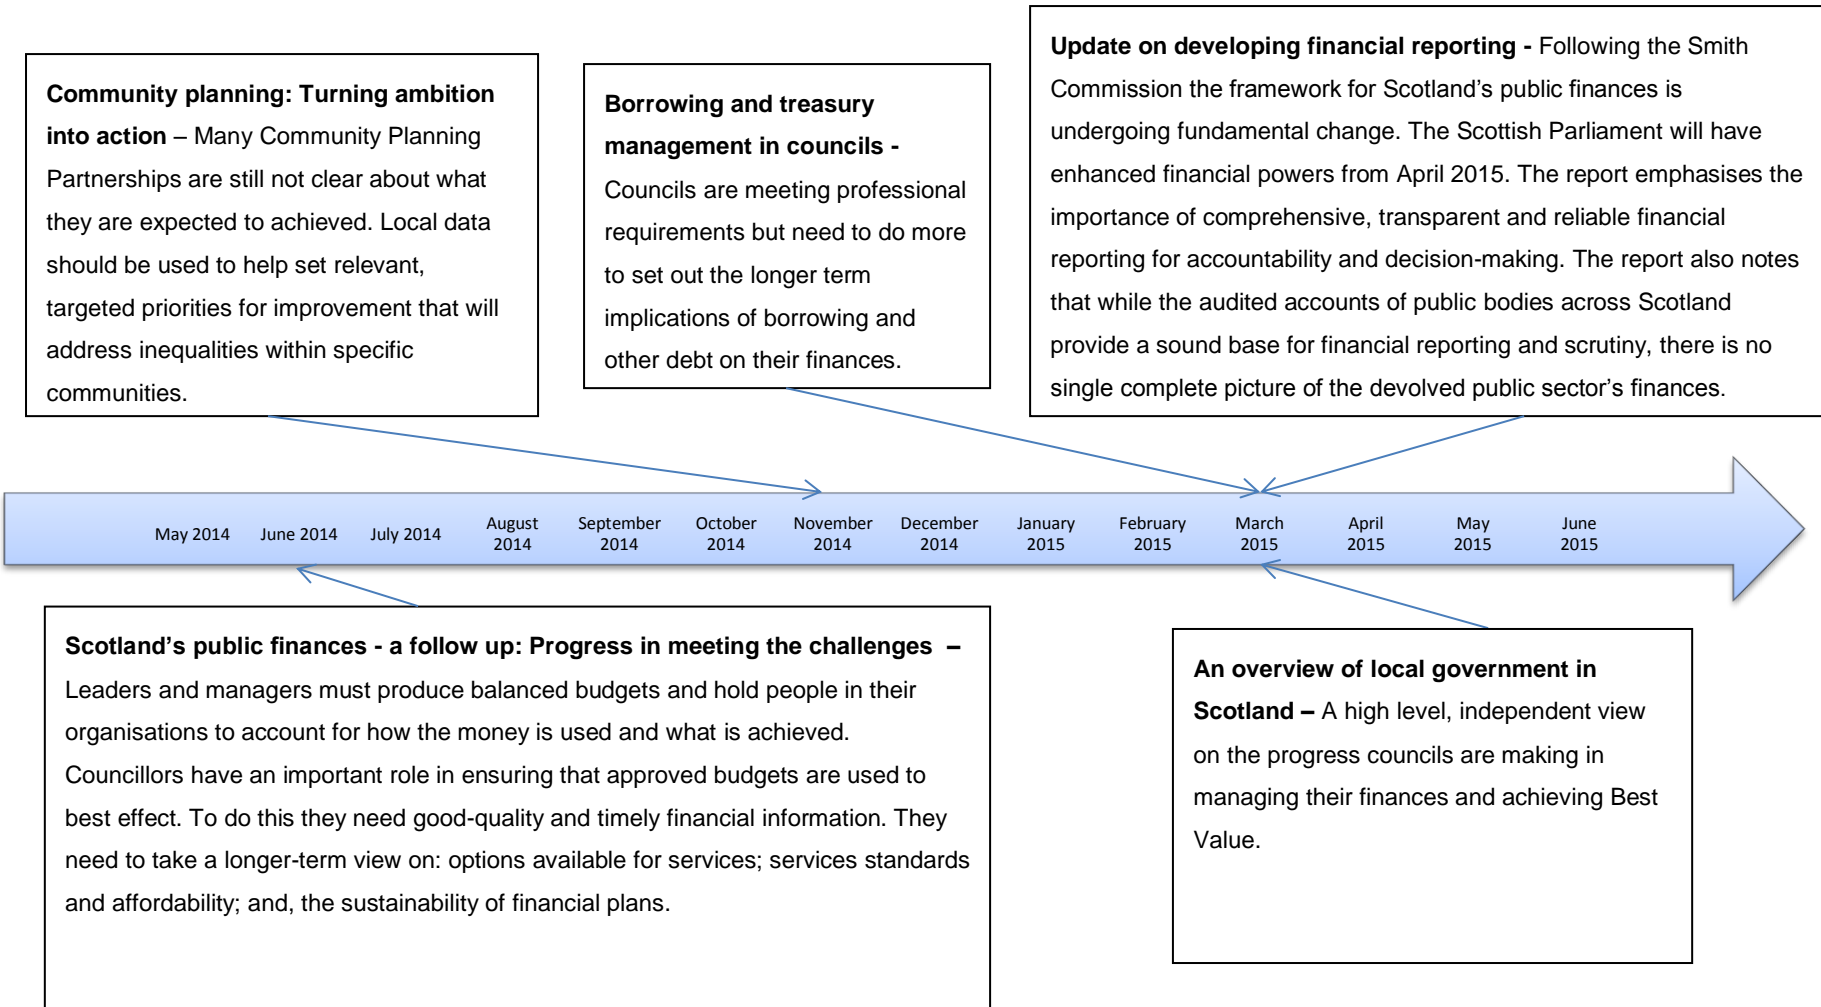 Community planning: Turning ambition
into action – Many Community Planning
Partnerships are still not clear about what
they are expected to achieved. Local data
should be used to help set relevant,
targeted priorities for improvement that will
address inequalities within specific
communities.
Borrowing and treasury
management in councils -
Councils are meeting professional
requirements but need to do more
to set out the longer term
implications of borrowing and
other debt on their finances.
Update on developing financial reporting - Following the Smith
Commission the framework for Scotland’s public finances is
undergoing fundamental change. The Scottish Parliament will have
enhanced financial powers from April 2015. The report emphasises the
importance of comprehensive, transparent and reliable financial
reporting for accountability and decision-making. The report also notes
that while the audited accounts of public bodies across Scotland
provide a sound base for financial reporting and scrutiny, there is no
single complete picture of the devolved public sector’s finances.
May 2014
June 2014
July 2014
August
2014
September
2014
October
2014
November
2014
December
2014
January
2015
February
2015
March
2015
April
2015
May
2015
June
2015
Scotland’s public finances - a follow up: Progress in meeting the challenges –
Leaders and managers must produce balanced budgets and hold people in their
organisations to account for how the money is used and what is achieved.
Councillors have an important role in ensuring that approved budgets are used to
best effect. To do this they need good-quality and timely financial information. They
need to take a longer-term view on: options available for services; services standards
and affordability; and, the sustainability of financial plans.
An overview of local government in
Scotland – A high level, independent view
on the progress councils are making in
managing their finances and achieving Best
Value.